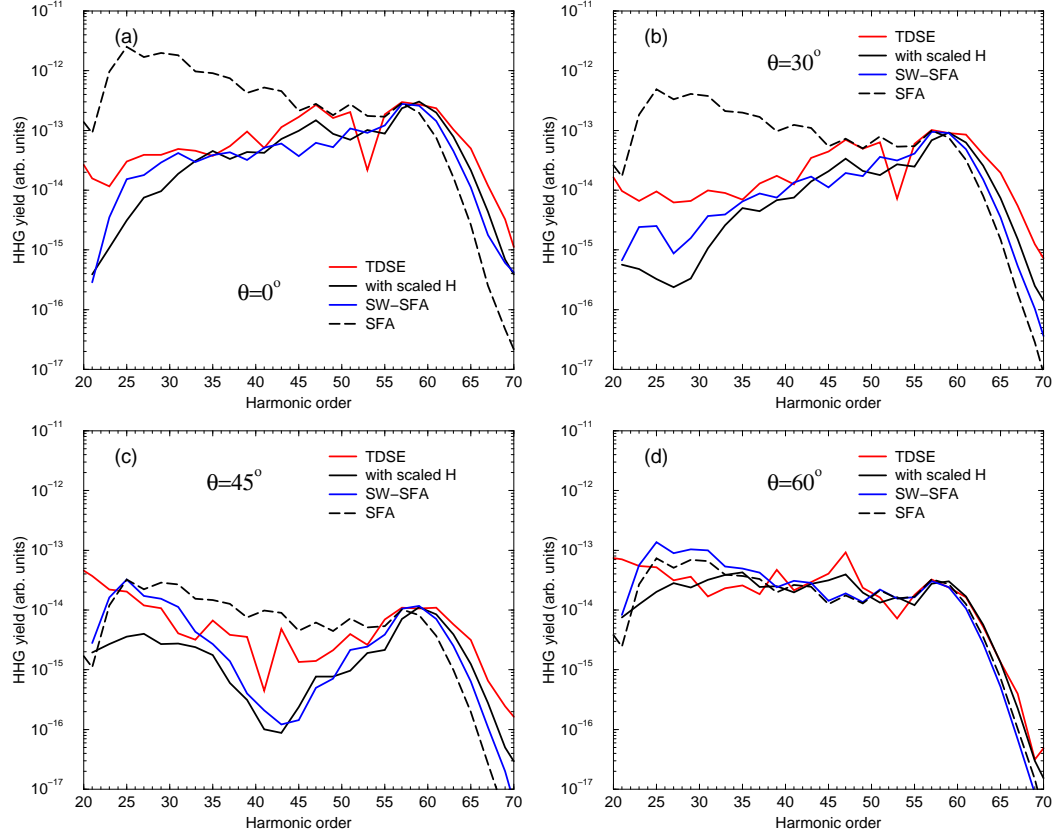 (a)
10⁻¹¹
10⁻¹²
10⁻¹³
10⁻¹⁴
10⁻¹⁵
10⁻¹⁶
10⁻¹⁷
HHG yield (arb. units)
TDSE
with scaled H
SW−SFA
SFA
θ=0°
20 25 30 35 40 45 50 55 60 65 70
Harmonic order
(b)
10⁻¹¹
10⁻¹²
10⁻¹³
10⁻¹⁴
10⁻¹⁵
10⁻¹⁶
10⁻¹⁷
HHG yield (arb. units)
θ=30°
TDSE
with scaled H
SW−SFA
SFA
20 25 30 35 40 45 50 55 60 65 70
Harmonic order
(c)
10⁻¹¹
10⁻¹²
10⁻¹³
10⁻¹⁴
10⁻¹⁵
10⁻¹⁶
10⁻¹⁷
HHG yield (arb. units)
θ=45°
TDSE
with scaled H
SW−SFA
SFA
20 25 30 35 40 45 50 55 60 65 70
Harmonic order
(d)
10⁻¹¹
10⁻¹²
10⁻¹³
10⁻¹⁴
10⁻¹⁵
10⁻¹⁶
10⁻¹⁷
HHG yield (arb. units)
θ=60°
TDSE
with scaled H
SW−SFA
SFA
20 25 30 35 40 45 50 55 60 65 70
Harmonic order